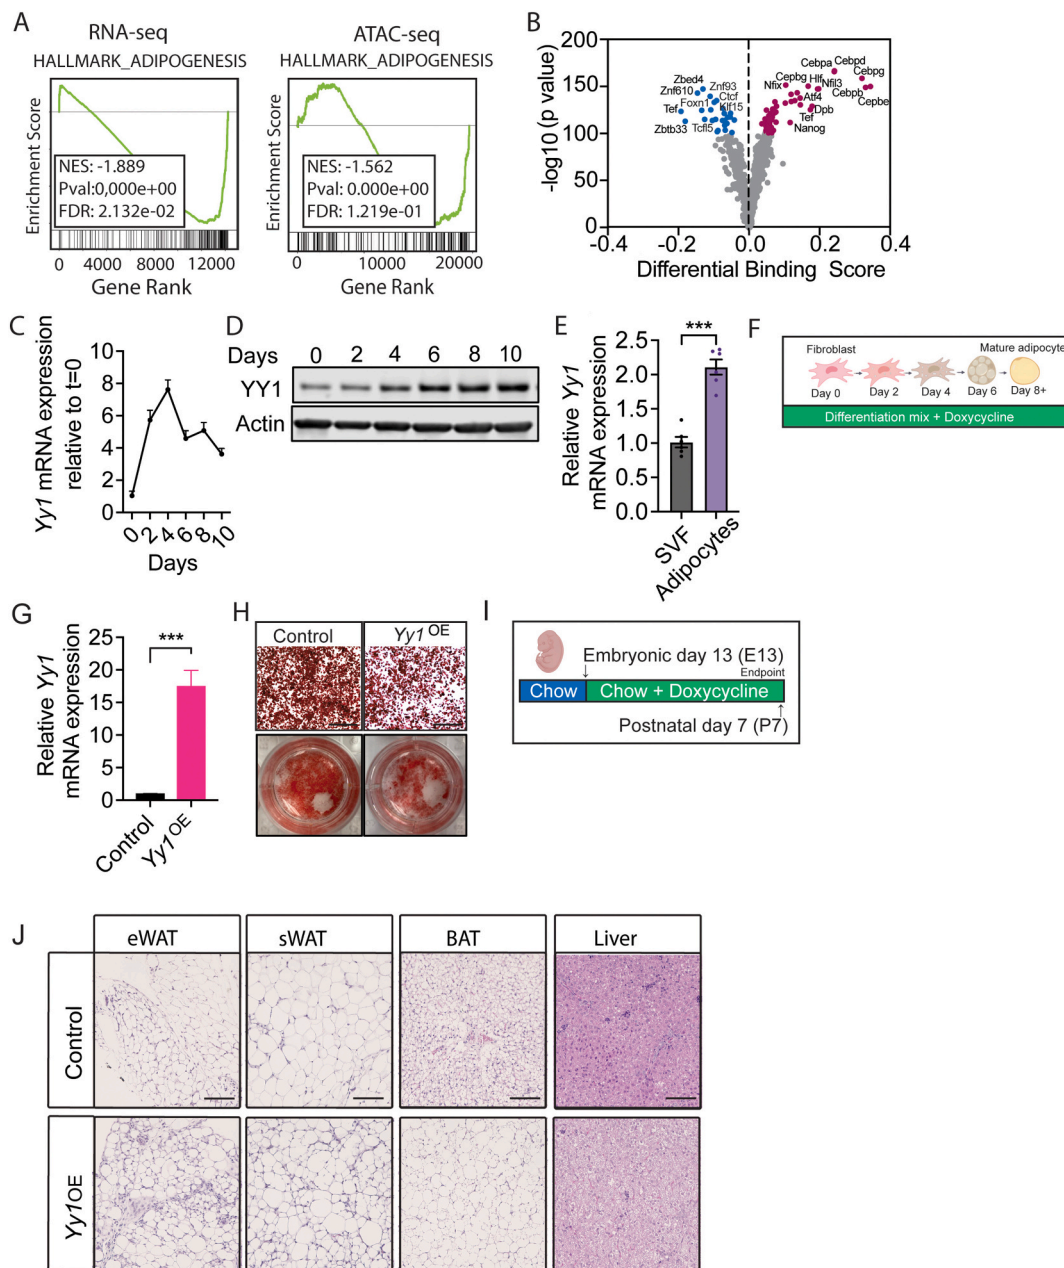 A
RNA-seq
HALLMARK_ADIPOGENESIS
Enrichment Score
NES: -1.889
Pval:0,000e+00
FDR: 2.132e-02
0 4000 8000 12000
Gene Rank
ATAC-seq
HALLMARK_ADIPOGENESIS
Enrichment Score
NES: -1.562
Pval: 0.000e+00
FDR: 1.219e-01
0 10000 20000
Gene Rank
B
-log10 (p value)
200
150
100
50
0
-0.4 -0.2 0.0 0.2 0.4
Differential Binding Score
Zbed4
Znf610
Znf93
Ctcf
Foxn1
Klf15
Tef
Zbtb33
Tcfl5
Cepba
Cebpd
Cepbg
Cebpg
Hlf
Nfil3
Nfix
Cebpb
Atf4
Cepbe
Dpb
Tef
Nanog
C
Yy1 mRNA expression
relative to t=0
10
8
6
4
2
0
0 2 4 6 8 10
Days
D
Days 0 2 4 6 8 10
YY1
Actin
E
Relative Yy1
mRNA expression
***
2.5
2.0
1.5
1.0
0.5
0.0
SVF
Adipocytes
F
Fibroblast
Mature adipocyte
Day 0 Day 2 Day 4 Day 6 Day 8+
Differentiation mix + Doxycycline
G
Relative Yy1
mRNA expression
***
25
20
15
10
5
0
Control
Yy1 OE
H
Control
Yy1 OE
I
Embryonic day 13 (E13)
Endpoint
Chow
Chow + Doxycycline
Postnatal day 7 (P7)
J
eWAT
sWAT
BAT
Liver
Control
Yy1OE